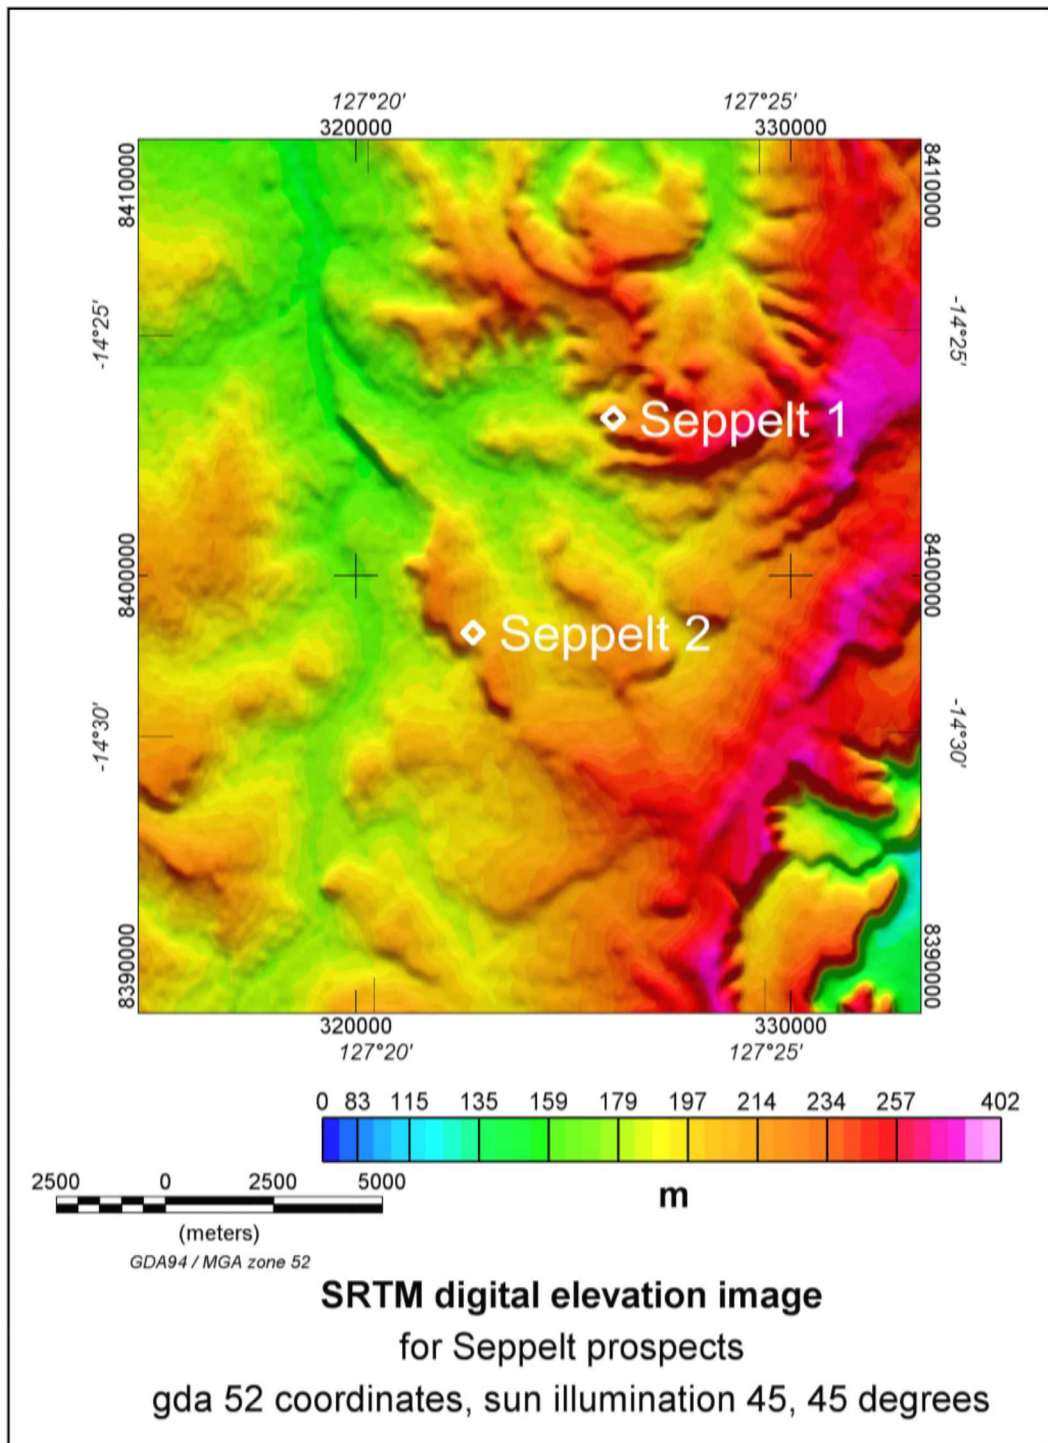 127°20' 127°25'
320000 330000
8410000 8410000
-14°25' -14°25'
Seppelt 1
8400000 8400000
Seppelt 2
-14°30' -14°30'
8390000 8390000
320000 330000
127°20' 127°25'
0 83 115 135 159 179 197 214 234 257 402
m
2500 0 2500 5000
(meters)
GDA94 / MGA zone 52
SRTM digital elevation image
for Seppelt prospects
gda 52 coordinates, sun illumination 45, 45 degrees